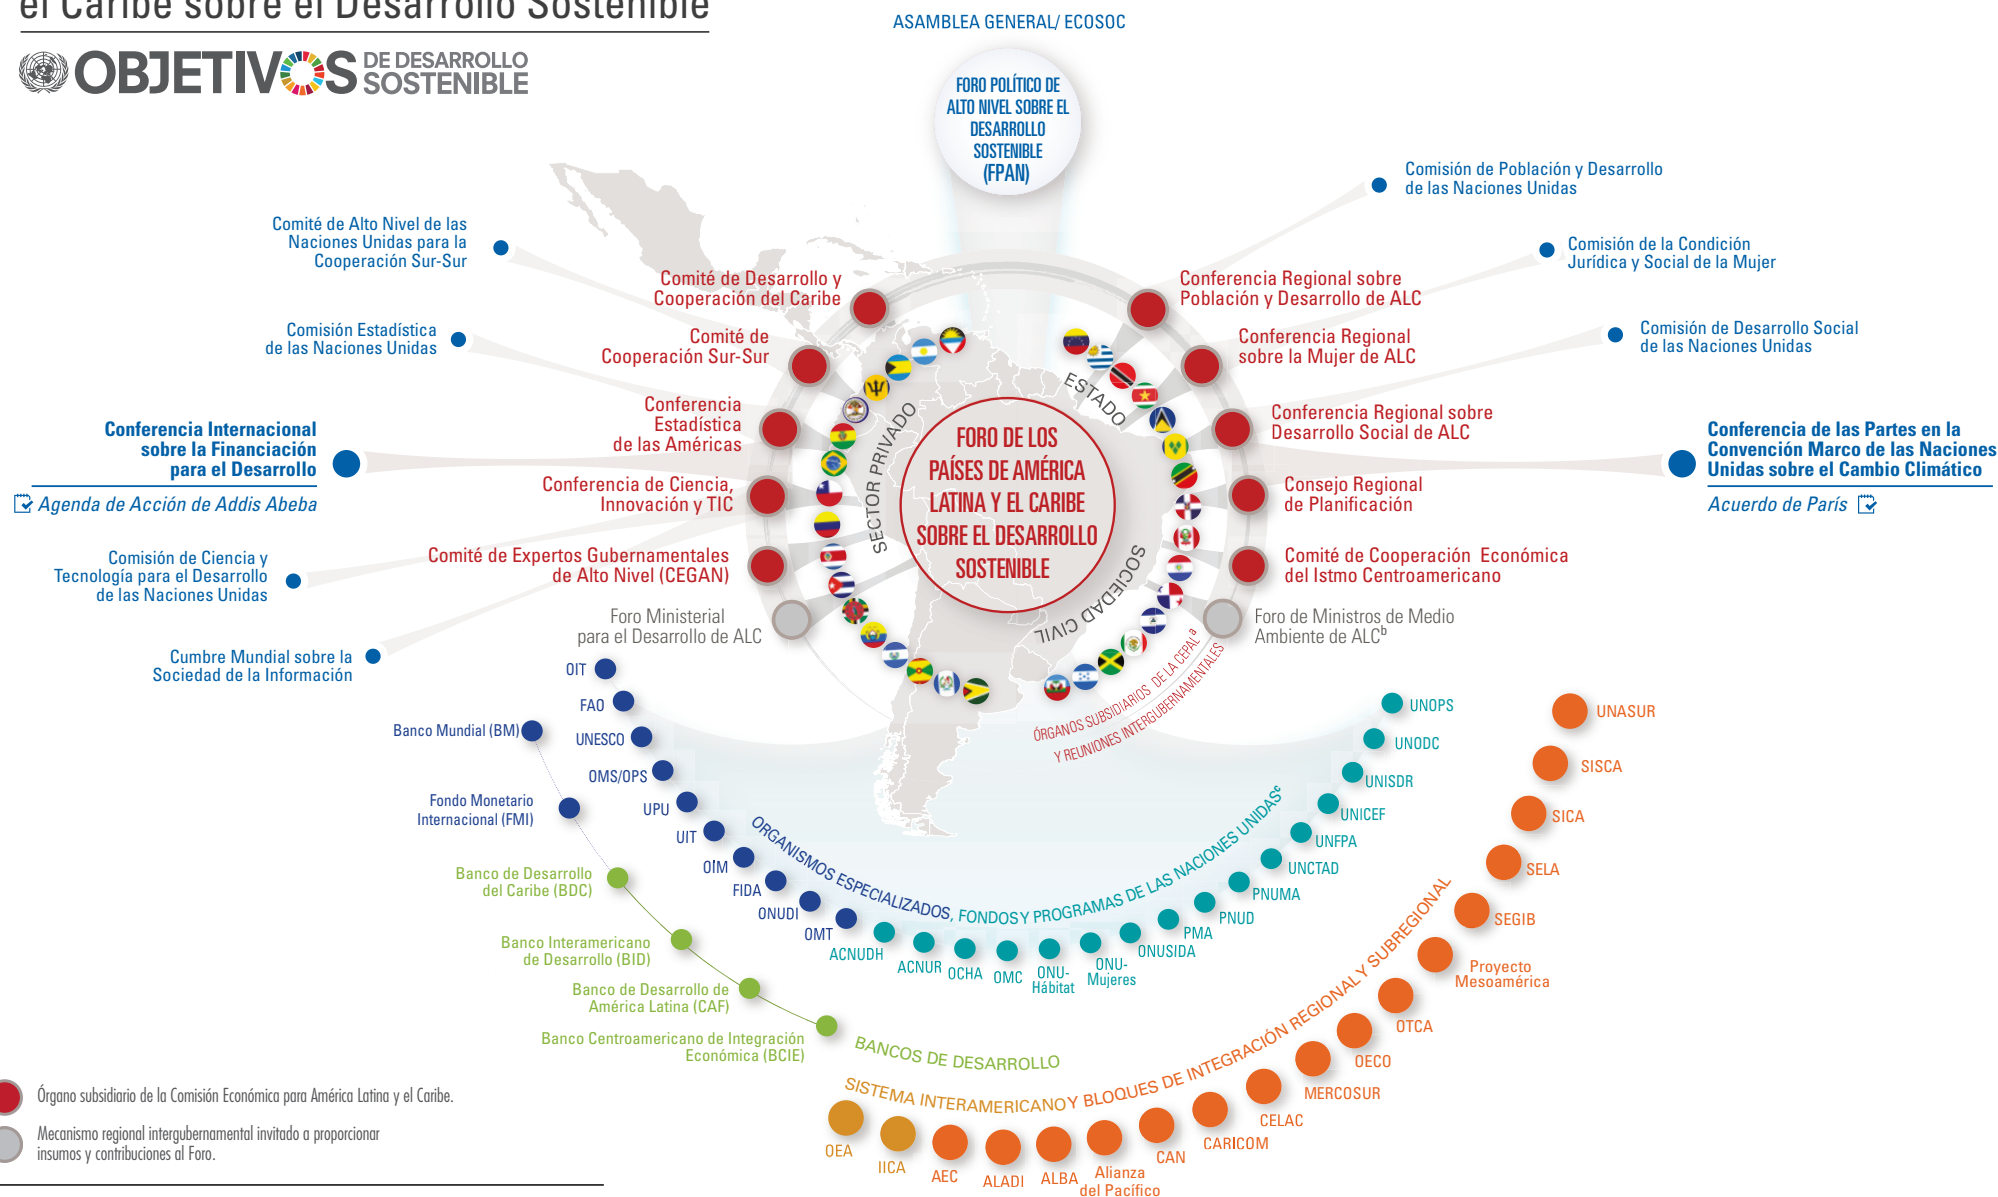 el Caribe sobre el Desarrollo Sostenible
OBJETIVOS DE DESARROLLO
SOSTENIBLE
ASAMBLEA GENERAL/ ECOSOC
FORO POLÍTICO DE
ALTO NIVEL SOBRE EL
DESARROLLO
SOSTENIBLE
(FPAN)
Comité de Alto Nivel de las
Naciones Unidas para la
Cooperación Sur-Sur
Comisión Estadística
de las Naciones Unidas
Conferencia Internacional
sobre la Financiación
para el Desarrollo
Agenda de Acción de Addis Abeba
Comisión de Ciencia y
Tecnología para el Desarrollo
de las Naciones Unidas
Cumbre Mundial sobre la
Sociedad de la Información
Comité de Desarrollo y
Cooperación del Caribe
Comité de
Cooperación Sur-Sur
Conferencia
Estadística
de las Américas
Conferencia de Ciencia,
Innovación y TIC
Comité de Expertos Gubernamentales
de Alto Nivel (CEGAN)
Foro Ministerial
para el Desarrollo de ALC
SECTOR PRIVADO
ESTADO
SOCIEDAD CIVIL
FORO DE LOS
PAÍSES DE AMÉRICA
LATINA Y EL CARIBE
SOBRE EL DESARROLLO
SOSTENIBLE
Conferencia Regional sobre
Población y Desarrollo de ALC
Conferencia Regional
sobre la Mujer de ALC
Conferencia Regional sobre
Desarrollo Social de ALC
Consejo Regional
de Planificación
Comité de Cooperación Económica
del Istmo Centroamericano
Foro de Ministros de Medio
Ambiente de ALCb
ÓRGANOS SUBSIDIARIOS DE LA CEPALa
Y REUNIONES INTERGUBERNAMENTALES
Comisión de Población y Desarrollo
de las Naciones Unidas
Comisión de la Condición
Jurídica y Social de la Mujer
Comisión de Desarrollo Social
de las Naciones Unidas
Conferencia de las Partes en la
Convención Marco de las Naciones
Unidas sobre el Cambio Climático
Acuerdo de París
OIT
FAO
UNESCO
OMS/OPS
UPU
UIT
OIM
FIDA
ONUDI
OMT
ACNUDH
ACNUR
OCHA
OMC
ONU-
Hábitat
ONU-
Mujeres
ONUSIDA
PMA
PNUD
PNUMA
UNCTAD
UNFPA
UNICEF
UNISDR
UNODC
UNOPS
ORGANISMOS ESPECIALIZADOS, FONDOS Y PROGRAMAS DE LAS NACIONES UNIDASc
Banco Mundial (BM)
Fondo Monetario
Internacional (FMI)
Banco de Desarrollo
del Caribe (BDC)
Banco Interamericano
de Desarrollo (BID)
Banco de Desarrollo de
América Latina (CAF)
Banco Centroamericano de Integración
Económica (BCIE)
BANCOS DE DESARROLLO
SISTEMA INTERAMERICANO Y BLOQUES DE INTEGRACIÓN REGIONAL Y SUBREGIONAL
OEA
IICA
AEC
ALADI
ALBA
Alianza
del Pacífico
CAN
CARICOM
CELAC
MERCOSUR
OECO
OTCA
Proyecto
Mesoamérica
SEGIB
SELA
SICA
SISCA
UNASUR
Órgano subsidiario de la Comisión Económica para América Latina y el Caribe.
Mecanismo regional intergubernamental invitado a proporcionar
insumos y contribuciones al Foro.